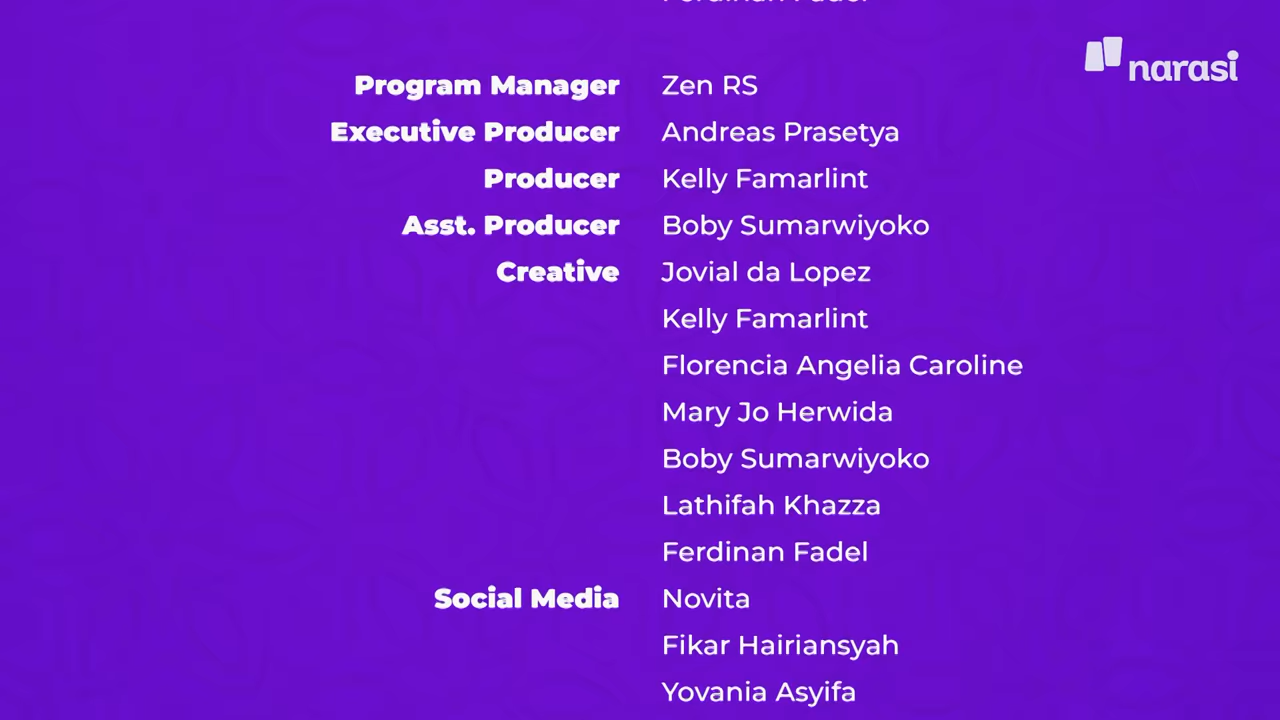 Ferdinan Fadel
narasi
Program Manager Zen RS
Executive Producer Andreas Prasetya
Producer Kelly Famarlint
Asst. Producer Boby Sumarwiyoko
Creative Jovial da Lopez
Kelly Famarlint
Florencia Angelia Caroline
Mary Jo Herwida
Boby Sumarwiyoko
Lathifah Khazza
Ferdinan Fadel
Social Media Novita
Fikar Hairiansyah
Yovania Asyifa